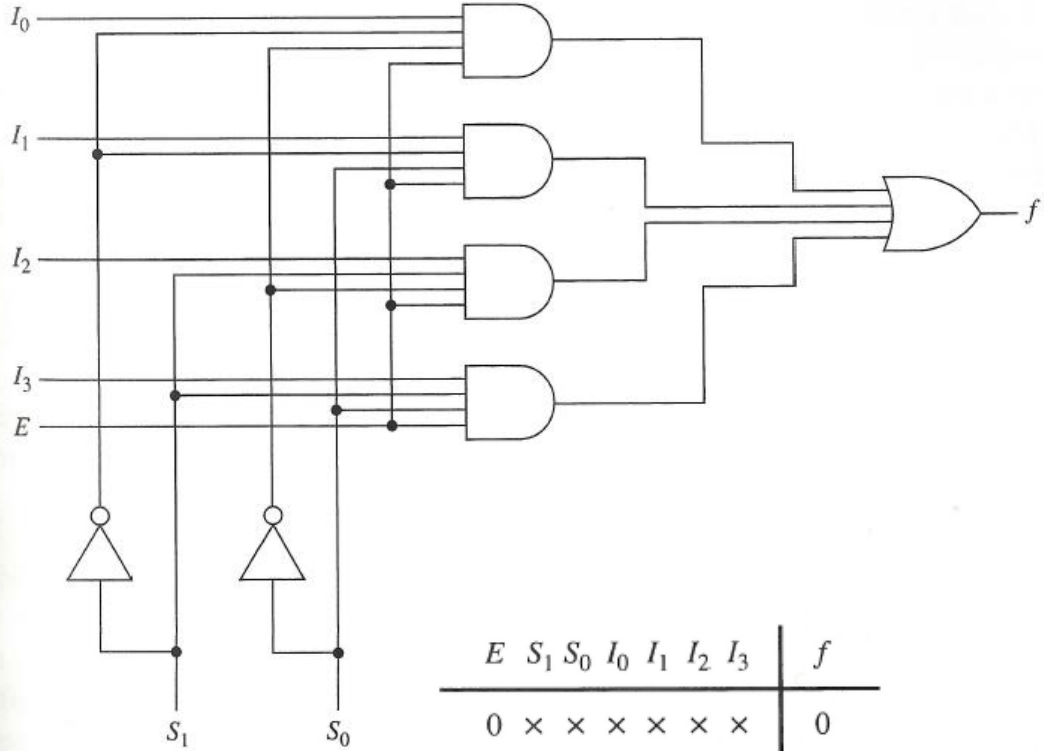 I₀
I₁
I₂
I₃
E
f
S₁ S₀
E S₁ S₀ I₀ I₁ I₂ I₃ f
0 × × × × × × 0